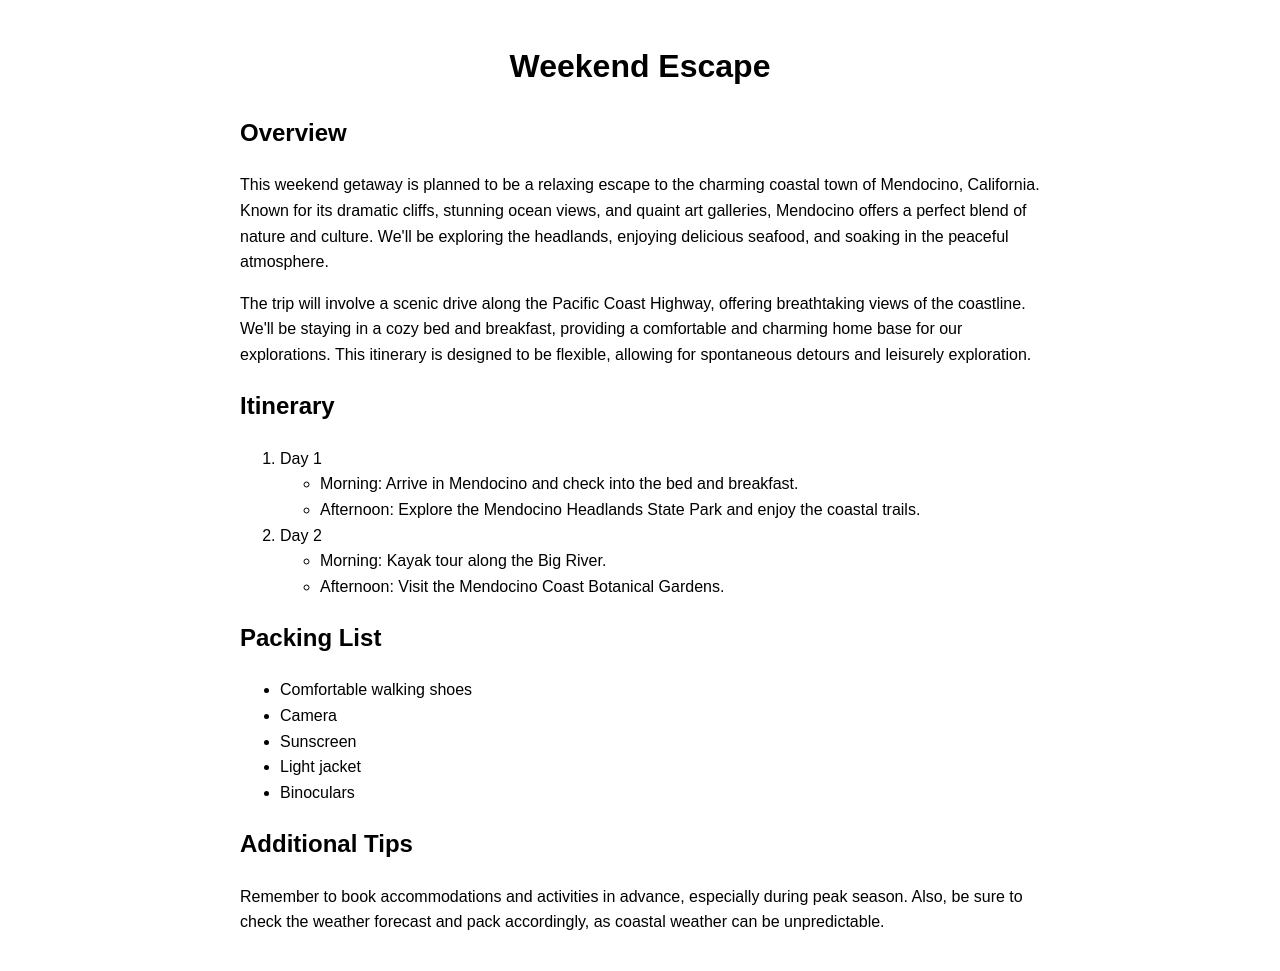 Weekend Escape
Overview
This weekend getaway is planned to be a relaxing escape to the charming coastal town of Mendocino, California.
Known for its dramatic cliffs, stunning ocean views, and quaint art galleries, Mendocino offers a perfect blend of
nature and culture. We'll be exploring the headlands, enjoying delicious seafood, and soaking in the peaceful
atmosphere.
The trip will involve a scenic drive along the Pacific Coast Highway, offering breathtaking views of the coastline.
We'll be staying in a cozy bed and breakfast, providing a comfortable and charming home base for our
explorations. This itinerary is designed to be flexible, allowing for spontaneous detours and leisurely exploration.
Itinerary
1. Day 1
◦ Morning: Arrive in Mendocino and check into the bed and breakfast.
◦ Afternoon: Explore the Mendocino Headlands State Park and enjoy the coastal trails.
2. Day 2
◦ Morning: Kayak tour along the Big River.
◦ Afternoon: Visit the Mendocino Coast Botanical Gardens.
Packing List
• Comfortable walking shoes
• Camera
• Sunscreen
• Light jacket
• Binoculars
Additional Tips
Remember to book accommodations and activities in advance, especially during peak season. Also, be sure to
check the weather forecast and pack accordingly, as coastal weather can be unpredictable.